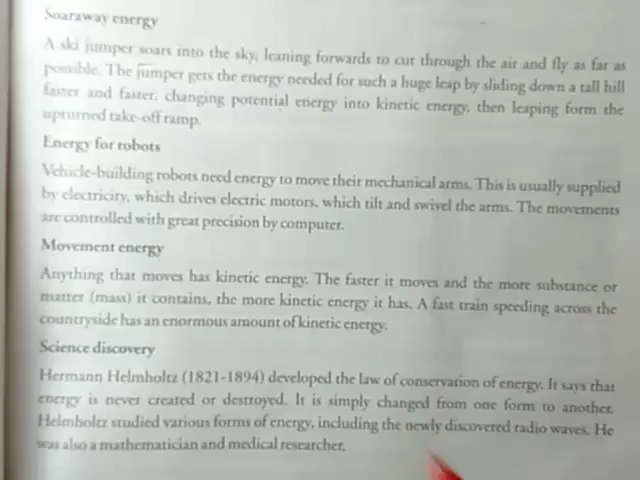 Soaraway energy
A ski jumper soars into the sky, leaning forwards to cut through the air and fly as far as
possible. The jumper gets the energy needed for such a huge leap by sliding down a tall hill
faster and faster, changing potential energy into kinetic energy, then leaping form the
upturned take-off ramp.
Energy for robots
Vehicle-building robots need energy to move their mechanical arms. This is usually supplied
by electricity, which drives electric motors, which tilt and swivel the arms. The movements
are controlled with great precision by computer.
Movement energy
Anything that moves has kinetic energy. The faster it moves and the more substance or
matter (mass) it contains, the more kinetic energy it has. A fast train speeding across the
countryside has an enormous amount of kinetic energy.
Science discovery
Hermann Helmholtz (1821-1894) developed the law of conservation of energy. It says that
energy is never created or destroyed. It is simply changed from one form to another.
Helmholtz studied various forms of energy, including the newly discovered radio waves. He
was also a mathematician and medical researcher.